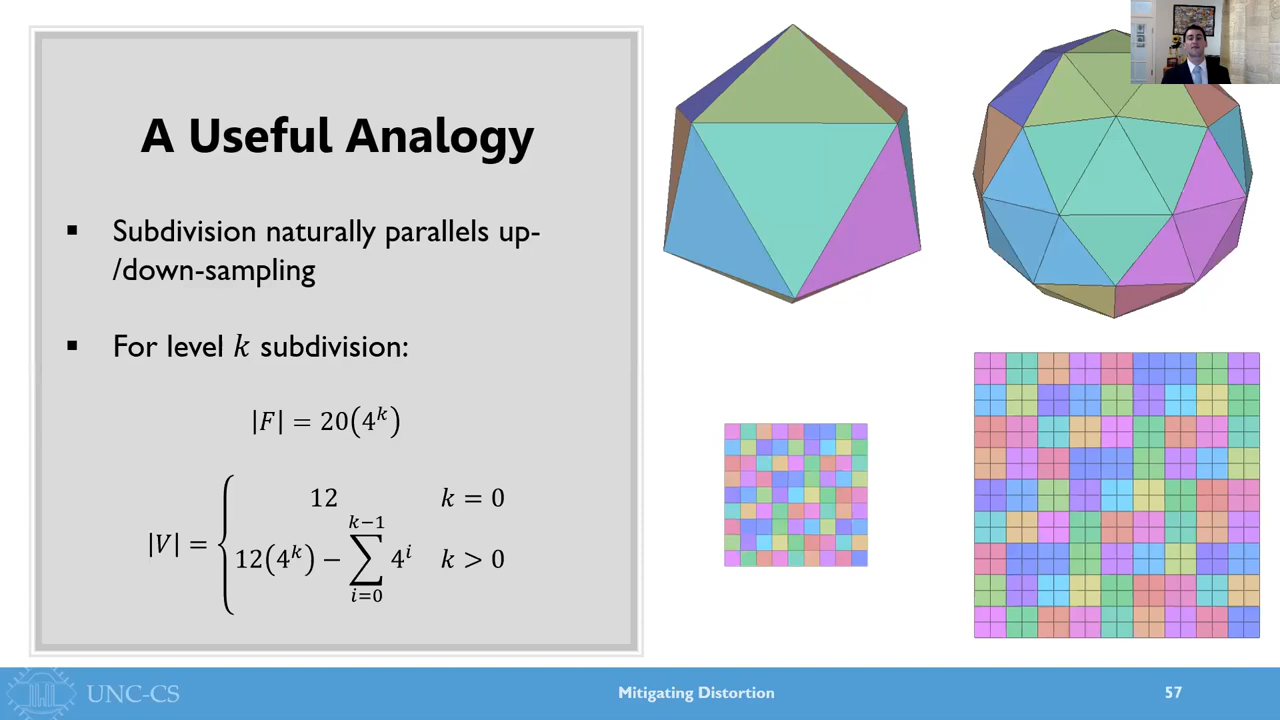 A Useful Analogy
▪ Subdivision naturally parallels up-
/down-sampling
▪ For level k subdivision:
|F| = 20(4^k)
|V| = { 12 k = 0
12(4^k) − ∑_{i=0}^{k−1} 4^i k > 0
UNC-CS
Mitigating Distortion
57